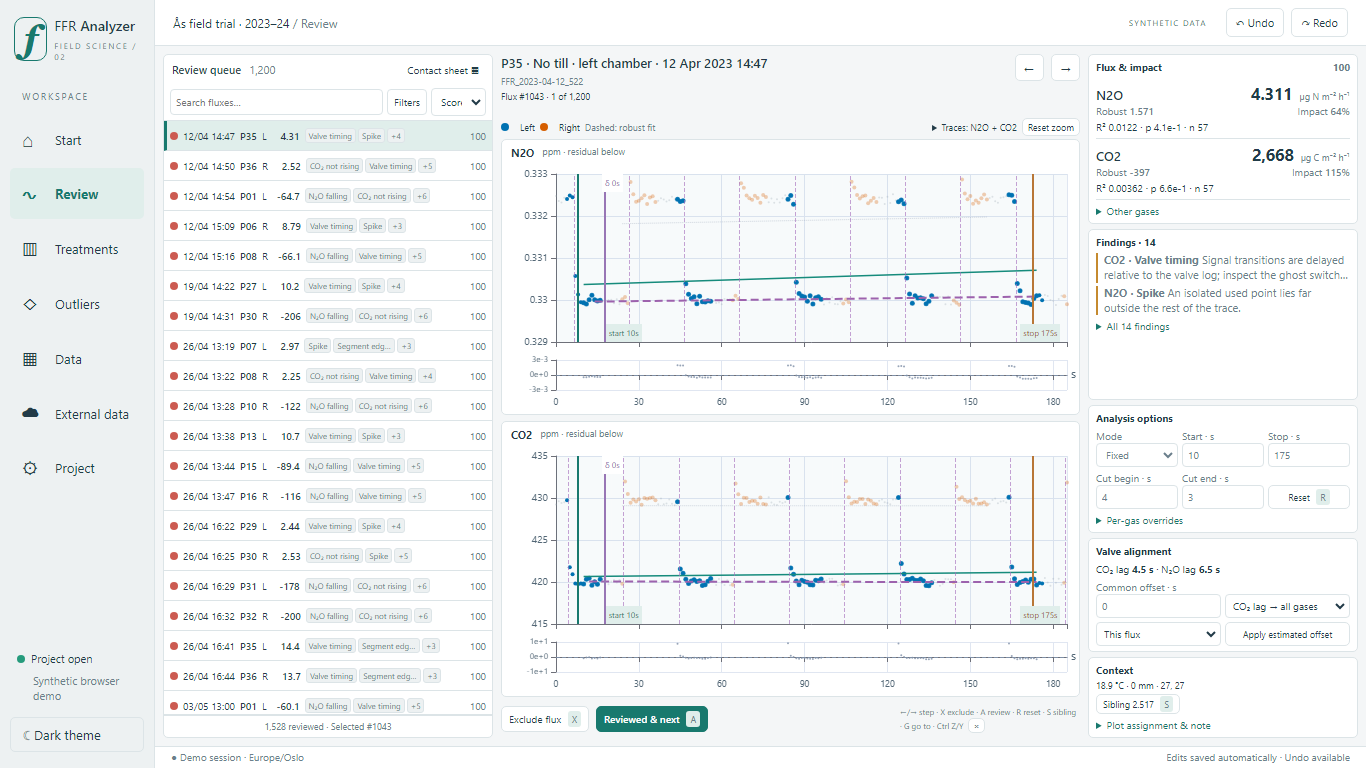 FFR Analyzer
FIELD SCIENCE /
02
WORKSPACE
Start
Review
Treatments
Outliers
Data
External data
Project
Project open
Synthetic browser
demo
Dark theme
Ås field trial · 2023–24 / Review
SYNTHETIC DATA
Undo
Redo
Review queue 1,200
Contact sheet
Search fluxes...
Filters
Score
12/04 14:47 P35 L 4.31 Valve timing Spike +4 100
12/04 14:50 P36 R 2.52 CO₂ not rising Valve timing +5 100
12/04 14:54 P01 L -64.7 N₂O falling CO₂ not rising +6 100
12/04 15:09 P06 R 8.79 Valve timing Spike +3 100
12/04 15:16 P08 R -66.1 N₂O falling Valve timing +5 100
19/04 14:22 P27 L 10.2 Valve timing Spike +4 100
19/04 14:31 P30 R -206 N₂O falling CO₂ not rising +6 100
26/04 13:19 P07 L 2.97 Spike Segment edg... +3 100
26/04 13:22 P08 R 2.25 CO₂ not rising Valve timing +4 100
26/04 13:28 P10 R -122 N₂O falling CO₂ not rising +6 100
26/04 13:38 P13 L 10.7 Valve timing Spike +3 100
26/04 13:44 P15 L -89.4 N₂O falling Valve timing +5 100
26/04 13:47 P16 R -116 N₂O falling Valve timing +5 100
26/04 16:22 P29 L 2.44 Valve timing Spike +4 100
26/04 16:25 P30 R 2.53 CO₂ not rising Spike +5 100
26/04 16:29 P31 L -178 N₂O falling CO₂ not rising +6 100
26/04 16:32 P32 R -200 N₂O falling CO₂ not rising +6 100
26/04 16:41 P35 L 14.4 Valve timing Segment edg... +3 100
26/04 16:44 P36 R 13.7 Valve timing Segment edg... +3 100
03/05 13:00 P01 L -60.1 N₂O falling Valve timing +5 100
1,528 reviewed · Selected #1043
P35 · No till · left chamber · 12 Apr 2023 14:47
FFR_2023-04-12_522
Flux #1043 · 1 of 1,200
← →
Left Right Dashed: robust fit
Traces: N2O + CO2
Reset zoom
N2O ppm · residual below
0.333
0.332
0.331
0.33
0.329
δ 0s
start 10s
stop 175s
3e-3
0e+0
-3e-3
S
0 30 60 90 120 150 180
CO2 ppm · residual below
435
430
425
420
415
δ 0s
start 10s
stop 175s
1e+1
0e+0
-1e+1
S
0 30 60 90 120 150 180
Exclude flux X
Reviewed & next A
←/→ step · X exclude · A review · R reset · S sibling
· G go to · Ctrl Z/Y ×
Flux & impact 100
N2O 4.311 µg N m⁻² h⁻¹
Robust 1.571 Impact 64%
R² 0.0122 · p 4.1e-1 · n 57
CO2 2,668 µg C m⁻² h⁻¹
Robust -397 Impact 115%
R² 0.00362 · p 6.6e-1 · n 57
Other gases
Findings · 14
CO2 · Valve timing Signal transitions are delayed
relative to the valve log; inspect the ghost switch...
N2O · Spike An isolated used point lies far
outside the rest of the trace.
All 14 findings
Analysis options
Mode Start · s Stop · s
Fixed 10 175
Cut begin · s Cut end · s
4 3 Reset R
Per-gas overrides
Valve alignment
CO₂ lag 4.5 s · N₂O lag 6.5 s
Common offset · s
0 CO₂ lag → all gases
This flux Apply estimated offset
Context
18.9 °C · 0 mm · 27, 27
Sibling 2.517 S
Plot assignment & note
Demo session · Europe/Oslo
Edits saved automatically · Undo available